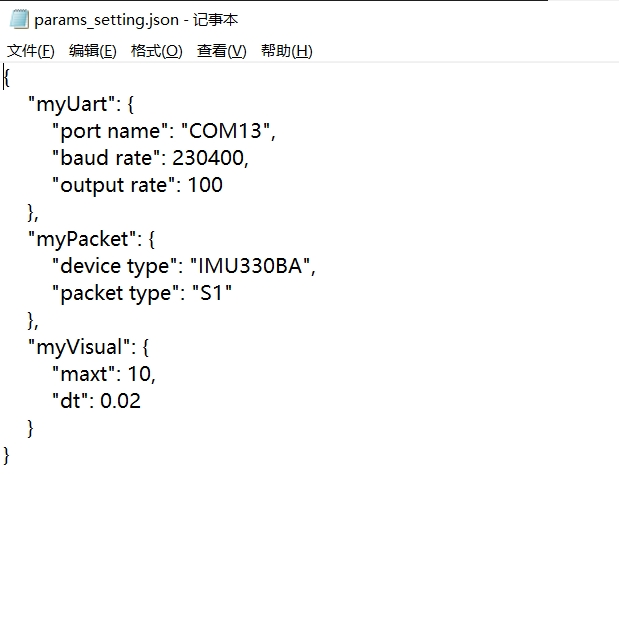 params_setting.json - 记事本
文件(F) 编辑(E) 格式(O) 查看(V) 帮助(H)
{
    "myUart": {
        "port name": "COM13",
        "baud rate": 230400,
        "output rate": 100
    },
    "myPacket": {
        "device type": "IMU330BA",
        "packet type": "S1"
    },
    "myVisual": {
        "maxt": 10,
        "dt": 0.02
    }
}